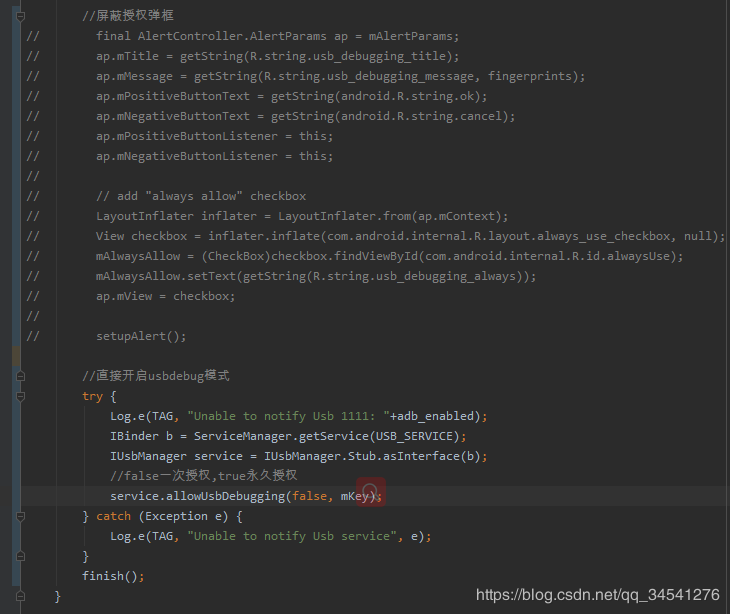 //屏蔽授权弹框
// final AlertController.AlertParams ap = mAlertParams;
// ap.mTitle = getString(R.string.usb_debugging_title);
// ap.mMessage = getString(R.string.usb_debugging_message, fingerprints);
// ap.mPositiveButtonText = getString(android.R.string.ok);
// ap.mNegativeButtonText = getString(android.R.string.cancel);
// ap.mPositiveButtonListener = this;
// ap.mNegativeButtonListener = this;
//
// // add "always allow" checkbox
// LayoutInflater inflater = LayoutInflater.from(ap.mContext);
// View checkbox = inflater.inflate(com.android.internal.R.layout.always_use_checkbox, null);
// mAlwaysAllow = (CheckBox)checkbox.findViewById(com.android.internal.R.id.alwaysUse);
// mAlwaysAllow.setText(getString(R.string.usb_debugging_always));
// ap.mView = checkbox;
//
// setupAlert();
//直接开启usbdebug模式
try {
Log.e(TAG, "Unable to notify Usb 1111: "+adb_enabled);
IBinder b = ServiceManager.getService(USB_SERVICE);
IUsbManager service = IUsbManager.Stub.asInterface(b);
//false一次授权,true永久授权
service.allowUsbDebugging(false, mKey);
} catch (Exception e) {
Log.e(TAG, "Unable to notify Usb service", e);
}
finish();
}
https://blog.csdn.net/qq_34541276